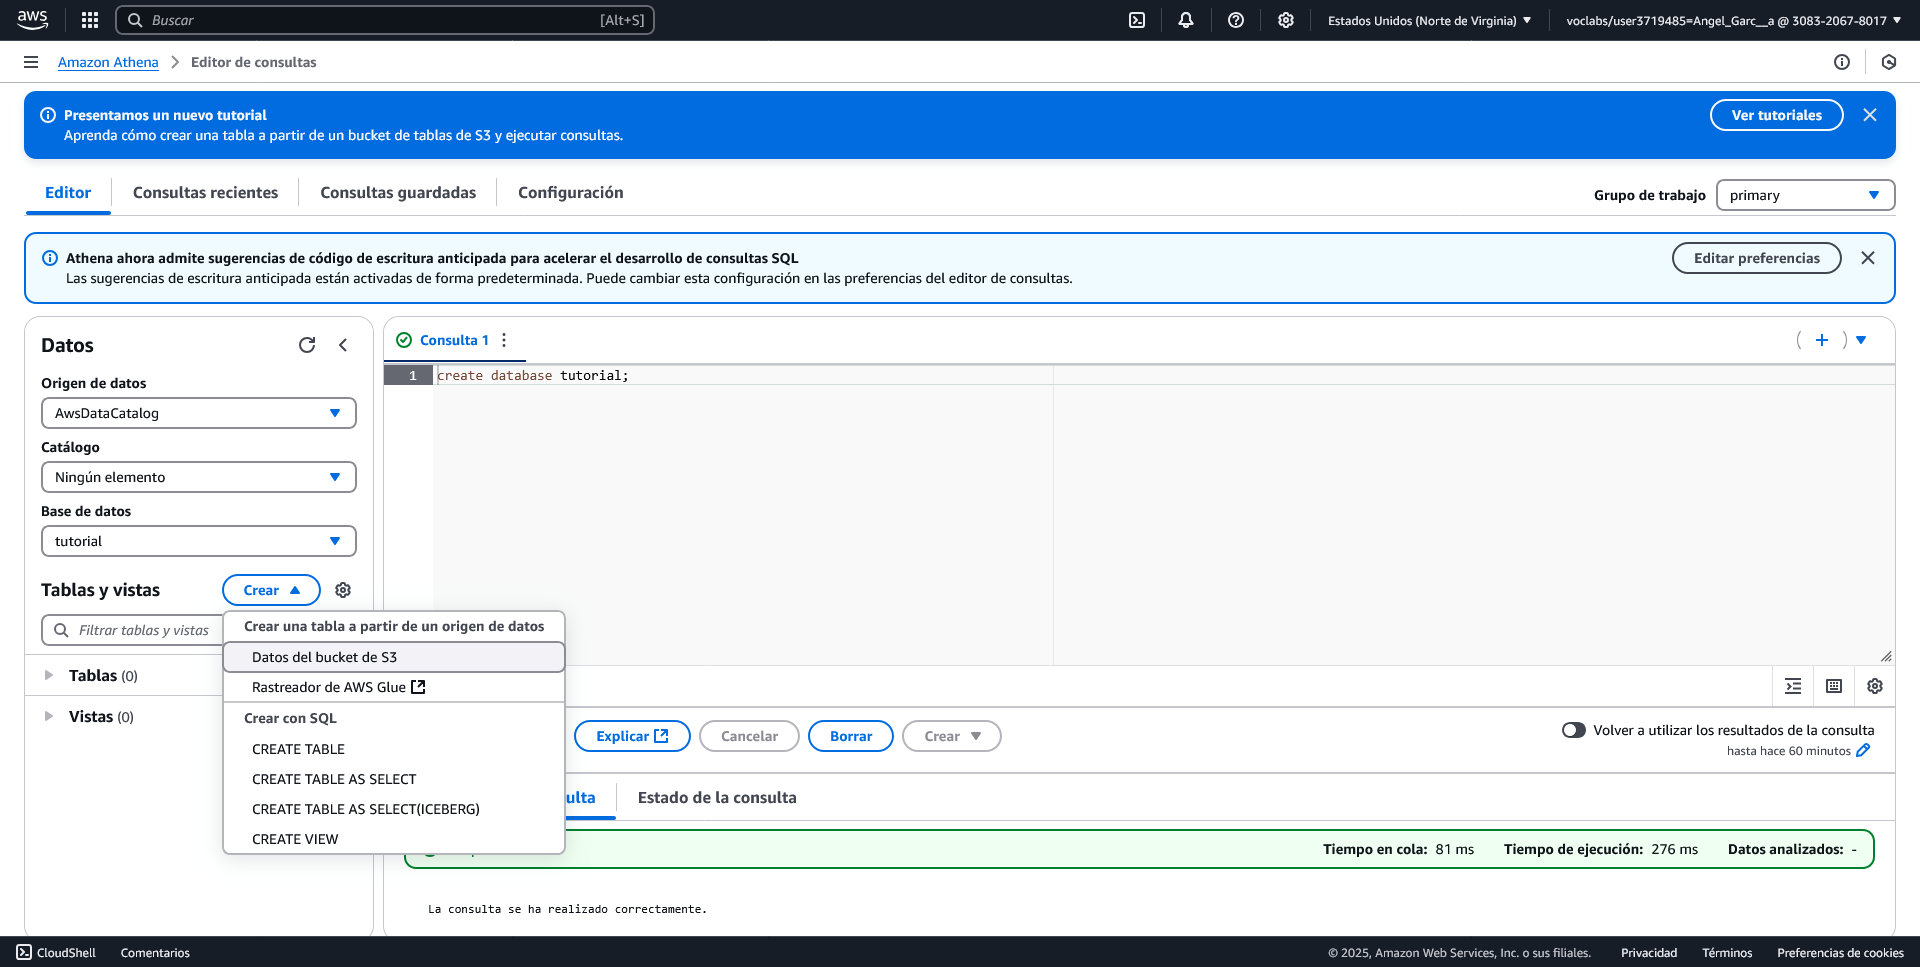 aws
Buscar
[Alt+S]
Estados Unidos (Norte de Virginia)
voclabs/user3719485=Angel_Garc__a @ 3083-2067-8017
Amazon Athena
Editor de consultas
Presentamos un nuevo tutorial
Aprenda cómo crear una tabla a partir de un bucket de tablas de S3 y ejecutar consultas.
Ver tutoriales
Editor
Consultas recientes
Consultas guardadas
Configuración
Grupo de trabajo
primary
Athena ahora admite sugerencias de código de escritura anticipada para acelerar el desarrollo de consultas SQL
Las sugerencias de escritura anticipada están activadas de forma predeterminada. Puede cambiar esta configuración en las preferencias del editor de consultas.
Editar preferencias
Datos
Origen de datos
AwsDataCatalog
Catálogo
Ningún elemento
Base de datos
tutorial
Tablas y vistas
Crear
Filtrar tablas y vistas
Tablas (0)
Vistas (0)
Crear una tabla a partir de un origen de datos
Datos del bucket de S3
Rastreador de AWS Glue
Crear con SQL
CREATE TABLE
CREATE TABLE AS SELECT
CREATE TABLE AS SELECT(ICEBERG)
CREATE VIEW
Consulta 1
1 create database tutorial;
Explicar
Cancelar
Borrar
Crear
Volver a utilizar los resultados de la consulta
hasta hace 60 minutos
ulta
Estado de la consulta
Tiempo en cola: 81 ms
Tiempo de ejecución: 276 ms
Datos analizados: -
La consulta se ha realizado correctamente.
CloudShell
Comentarios
© 2025, Amazon Web Services, Inc. o sus filiales.
Privacidad
Términos
Preferencias de cookies